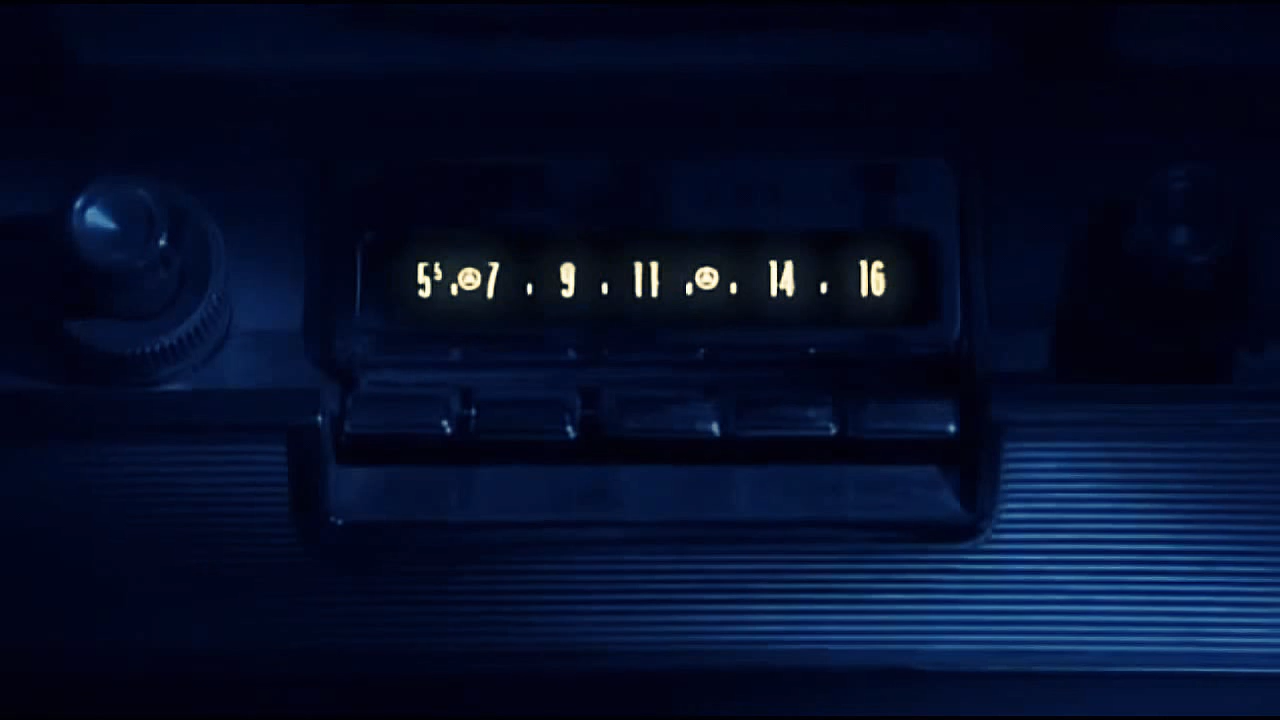 5⁵ . 7 . 9 . 11 . . 14 . 16